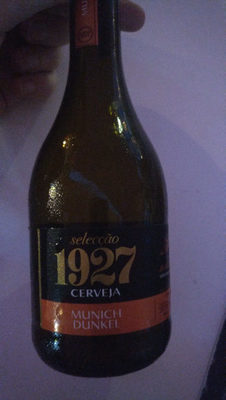 selecção
1927
CERVEJA
MUNICH
DUNKEL